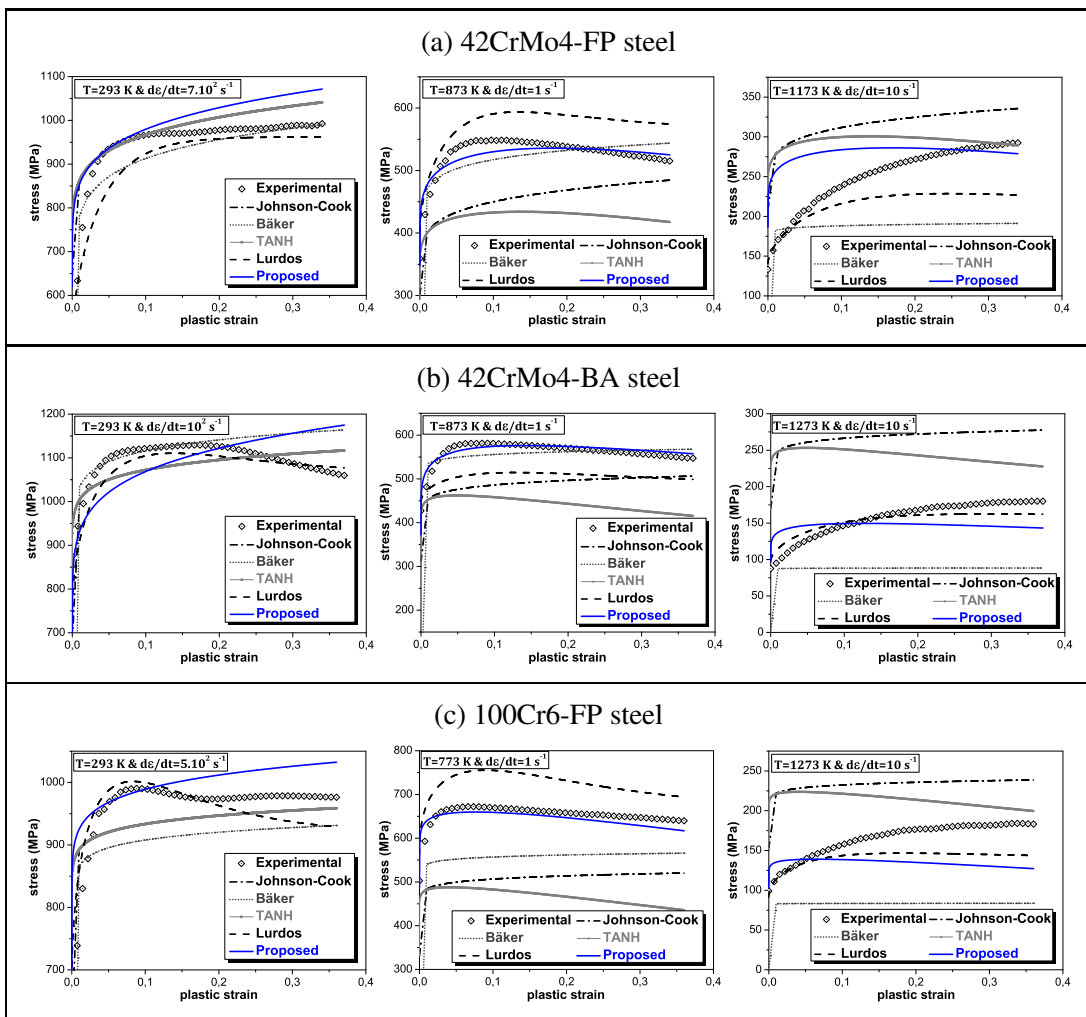 (a) 42CrMo4-FP steel
T=293 K & dε/dt=7.10² s⁻¹
stress (MPa)
1100
1000
900
800
700
600
Experimental
Johnson-Cook
Bäker
TANH
Lurdos
Proposed
0,0 0,1 0,2 0,3 0,4
plastic strain
T=873 K & dε/dt=1 s⁻¹
stress (MPa)
600
500
400
300
Experimental Johnson-Cook
Bäker TANH
Lurdos Proposed
0,0 0,1 0,2 0,3 0,4
plastic strain
T=1173 K & dε/dt=10 s⁻¹
stress (MPa)
350
300
250
200
150
100
Experimental Johnson-Cook
Bäker TANH
Lurdos Proposed
0,0 0,1 0,2 0,3 0,4
plastic strain
(b) 42CrMo4-BA steel
T=293 K & dε/dt=10² s⁻¹
stress (MPa)
1200
1100
1000
900
800
700
Experimental
Johnson-Cook
Bäker
TANH
Lurdos
Proposed
0,0 0,1 0,2 0,3 0,4
plastic strain
T=873 K & dε/dt=1 s⁻¹
stress (MPa)
600
500
400
300
200
Experimental
Johnson-Cook
Bäker
TANH
Lurdos
Proposed
0,0 0,1 0,2 0,3 0,4
plastic strain
T=1273 K & dε/dt=10 s⁻¹
stress (MPa)
300
250
200
150
100
50
0
Experimental Johnson-Cook
Bäker TANH
Lurdos Proposed
0,0 0,1 0,2 0,3 0,4
plastic strain
(c) 100Cr6-FP steel
T=293 K & dε/dt=5.10² s⁻¹
stress (MPa)
1000
900
800
700
Experimental
Johnson-Cook
Bäker
TANH
Lurdos
Proposed
0,0 0,1 0,2 0,3 0,4
plastic strain
T=773 K & dε/dt=1 s⁻¹
stress (MPa)
800
700
600
500
400
300
Experimental Johnson-Cook
Bäker TANH
Lurdos Proposed
0,0 0,1 0,2 0,3 0,4
plastic strain
T=1273 K & dε/dt=10 s⁻¹
stress (MPa)
250
225
200
175
150
125
100
75
50
25
0
Experimental Johnson-Cook
Bäker TANH
Lurdos Proposed
0,0 0,1 0,2 0,3 0,4
plastic strain